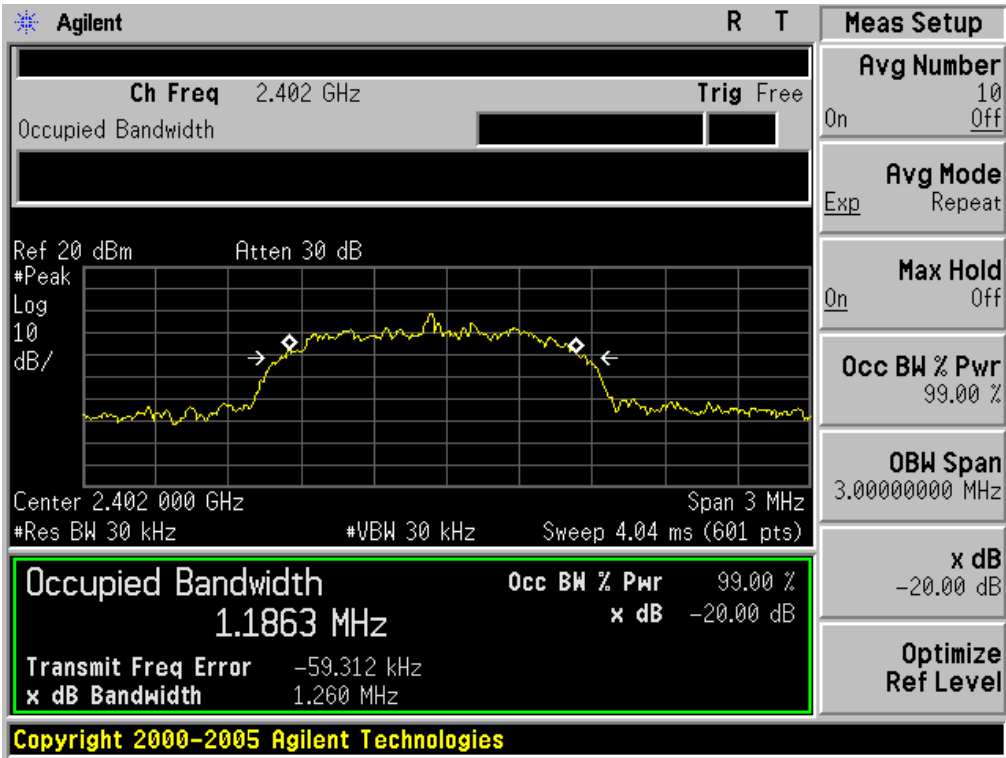 Agilent R T
Ch Freq 2.402 GHz Trig Free
Occupied Bandwidth
Ref 20 dBm Atten 30 dB
#Peak
Log
10
dB/
Center 2.402 000 GHz Span 3 MHz
#Res BW 30 kHz #VBW 30 kHz Sweep 4.04 ms (601 pts)
Occupied Bandwidth Occ BW % Pwr 99.00 %
1.1863 MHz x dB -20.00 dB
Transmit Freq Error -59.312 kHz
x dB Bandwidth 1.260 MHz
Copyright 2000-2005 Agilent Technologies
Meas Setup
Avg Number
10
On Off
Avg Mode
Exp Repeat
Max Hold
On Off
Occ BW % Pwr
99.00 %
OBW Span
3.00000000 MHz
x dB
-20.00 dB
Optimize
Ref Level